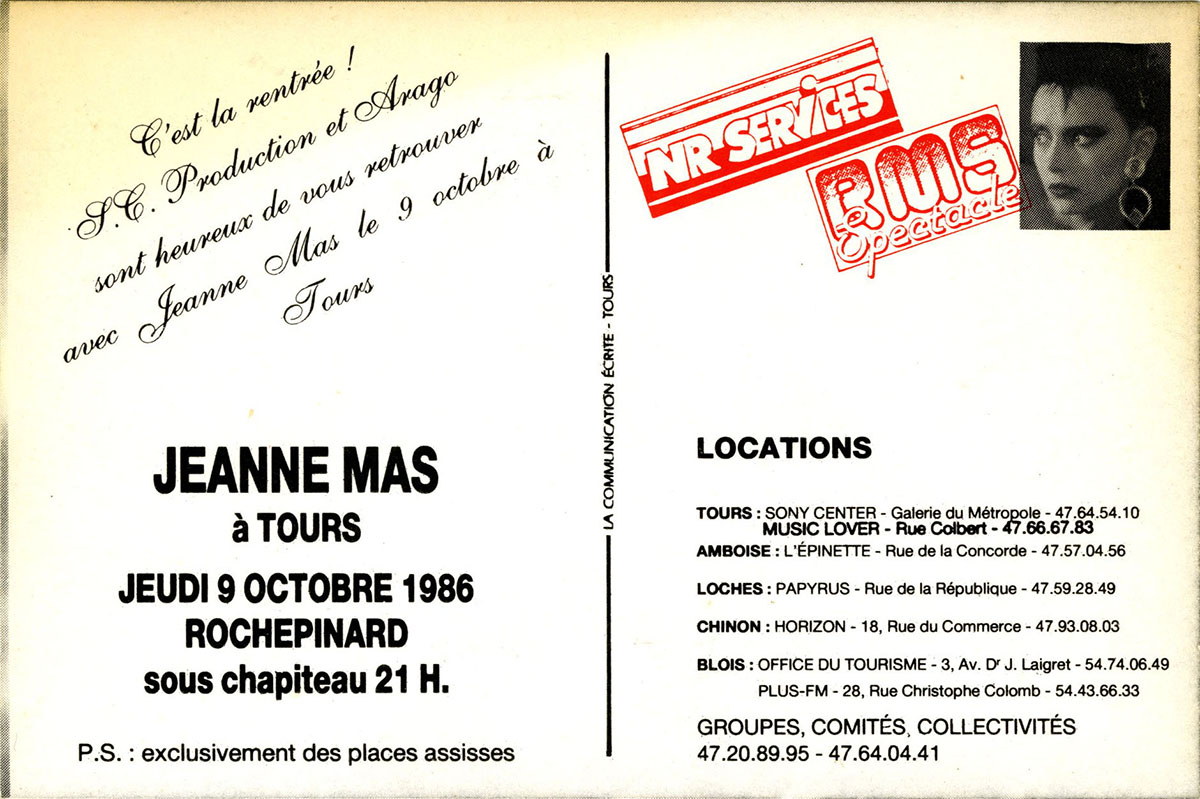 C'est la rentrée !
S.C. Production et Arago
sont heureux de vous retrouver
avec Jeanne Mas le 9 octobre à
Tours
JEANNE MAS
à TOURS
JEUDI 9 OCTOBRE 1986
ROCHEPINARD
sous chapiteau 21 H.
P.S. : exclusivement des places assisses
LA COMMUNICATION ÉCRITE - TOURS
NR-SERVICES
RMS
Spectacle
LOCATIONS
TOURS : SONY CENTER - Galerie du Métropole - 47.64.54.10
MUSIC LOVER - Rue Colbert - 47.66.67.83
AMBOISE : L'ÉPINETTE - Rue de la Concorde - 47.57.04.56
LOCHES : PAPYRUS - Rue de la République - 47.59.28.49
CHINON : HORIZON - 18, Rue du Commerce - 47.93.08.03
BLOIS : OFFICE DU TOURISME - 3, Av. Dr J. Laigret - 54.74.06.49
PLUS-FM - 28, Rue Christophe Colomb - 54.43.66.33
GROUPES, COMITÉS, COLLECTIVITÉS
47.20.89.95 - 47.64.04.41